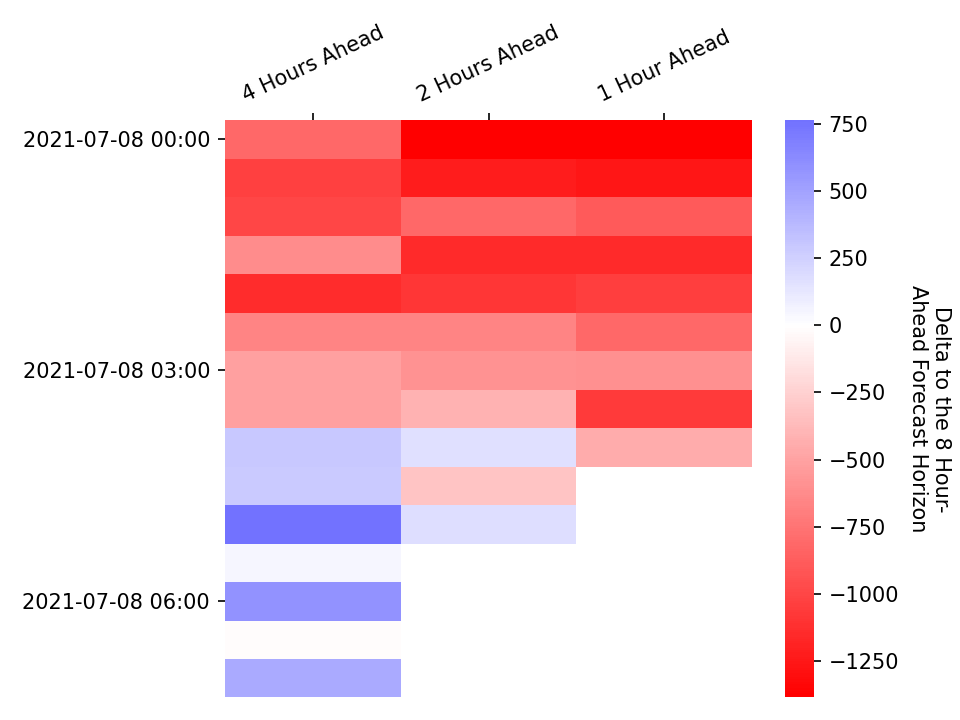 4 Hours Ahead
2 Hours Ahead
1 Hour Ahead
2021-07-08 00:00
2021-07-08 03:00
2021-07-08 06:00
750
500
250
0
−250
−500
−750
−1000
−1250
Delta to the 8 Hour-
Ahead Forecast Horizon